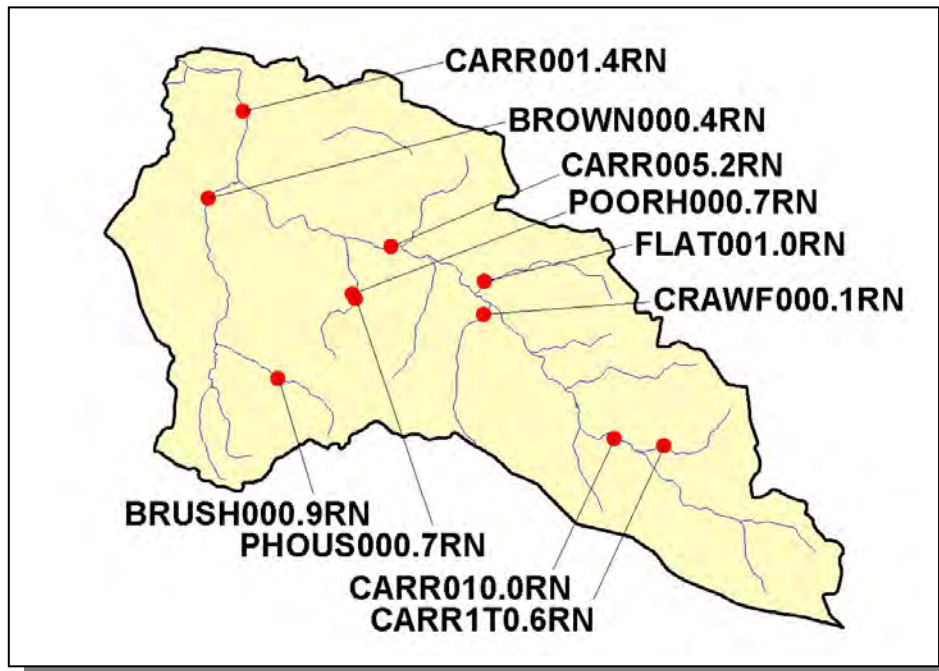 CARR001.4RN
BROWN000.4RN
CARR005.2RN
POORH000.7RN
FLAT001.0RN
CRAWF000.1RN
BRUSH000.9RN
PHOUS000.7RN
CARR010.0RN
CARR1T0.6RN